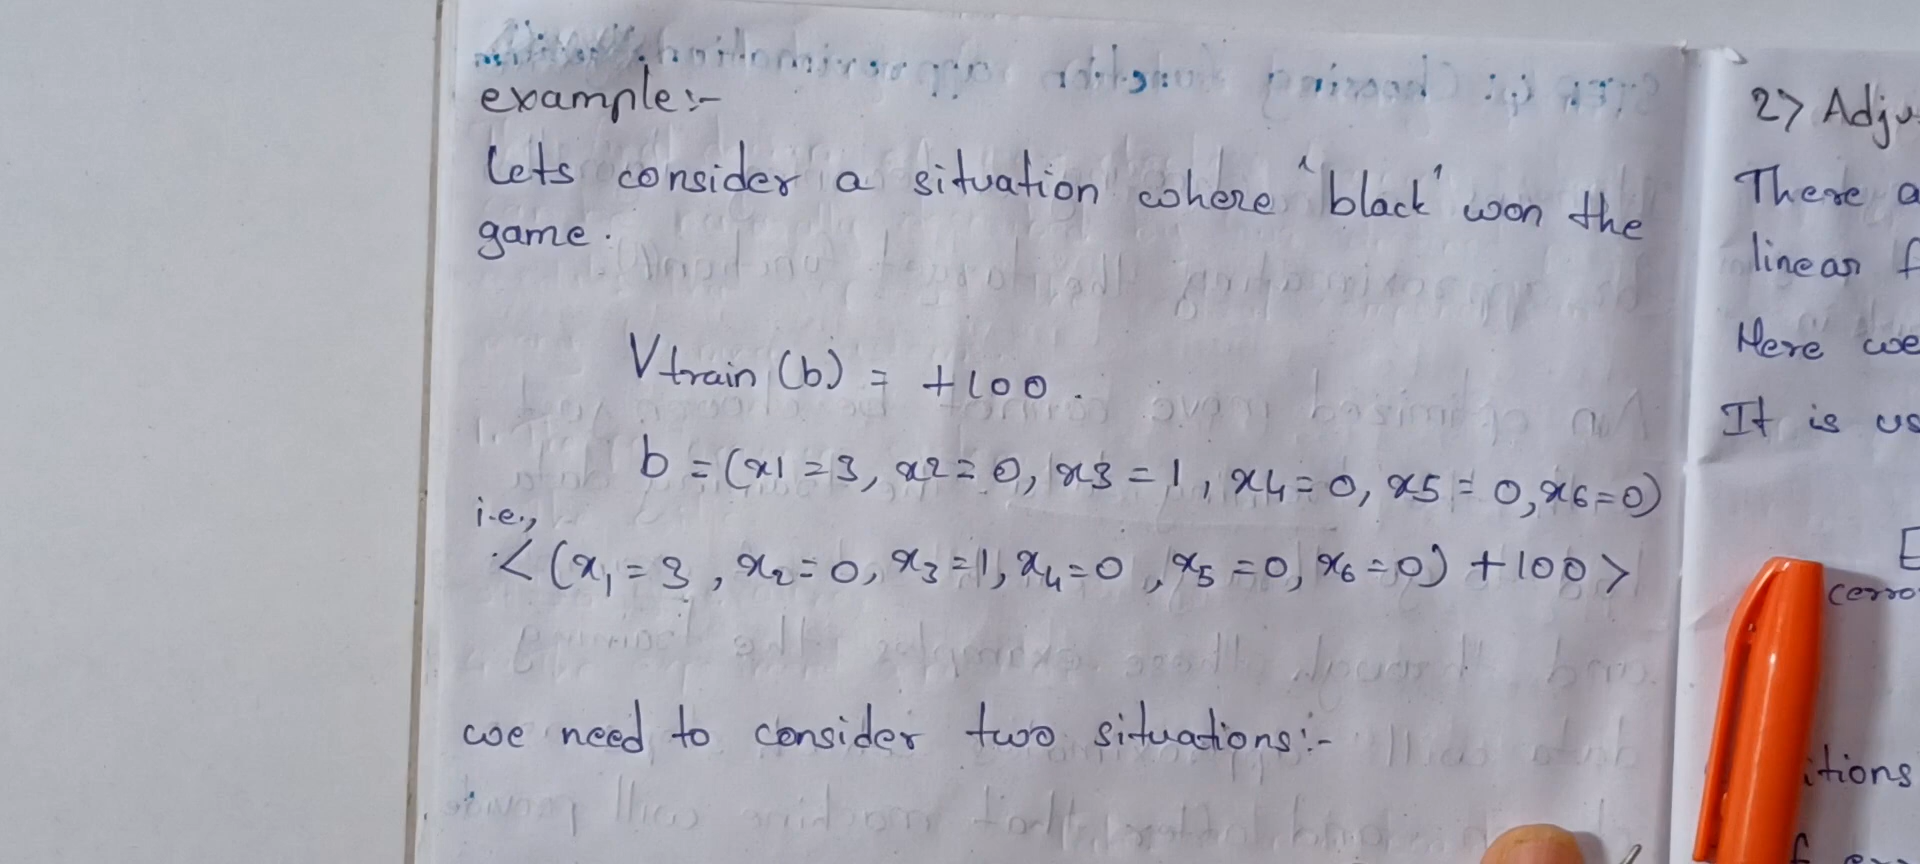 example:-
Lets consider a situation where 'black' won the
game.
Vtrain (b) = +100.
b = (x1=3, x2=0, x3=1, x4=0, x5=0, x6=0)
i.e.,
<(x₁=3, x₂=0, x₃=1, x₄=0, x₅=0, x₆=0) +100>
we need to consider two situations:-
2> Adju
There a
linear f
Here we
It is us
[
cerro
itions